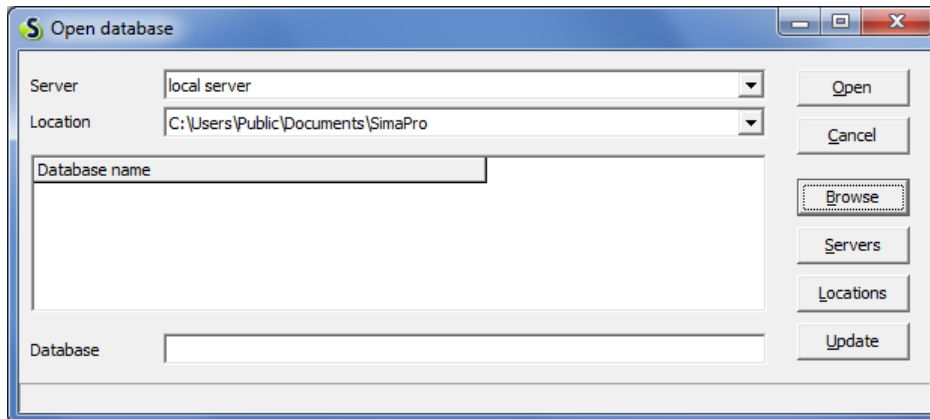 Open database
Server
local server
Open
Location
C:\Users\Public\Documents\SimaPro
Cancel
Database name
Browse
Servers
Locations
Database
Update